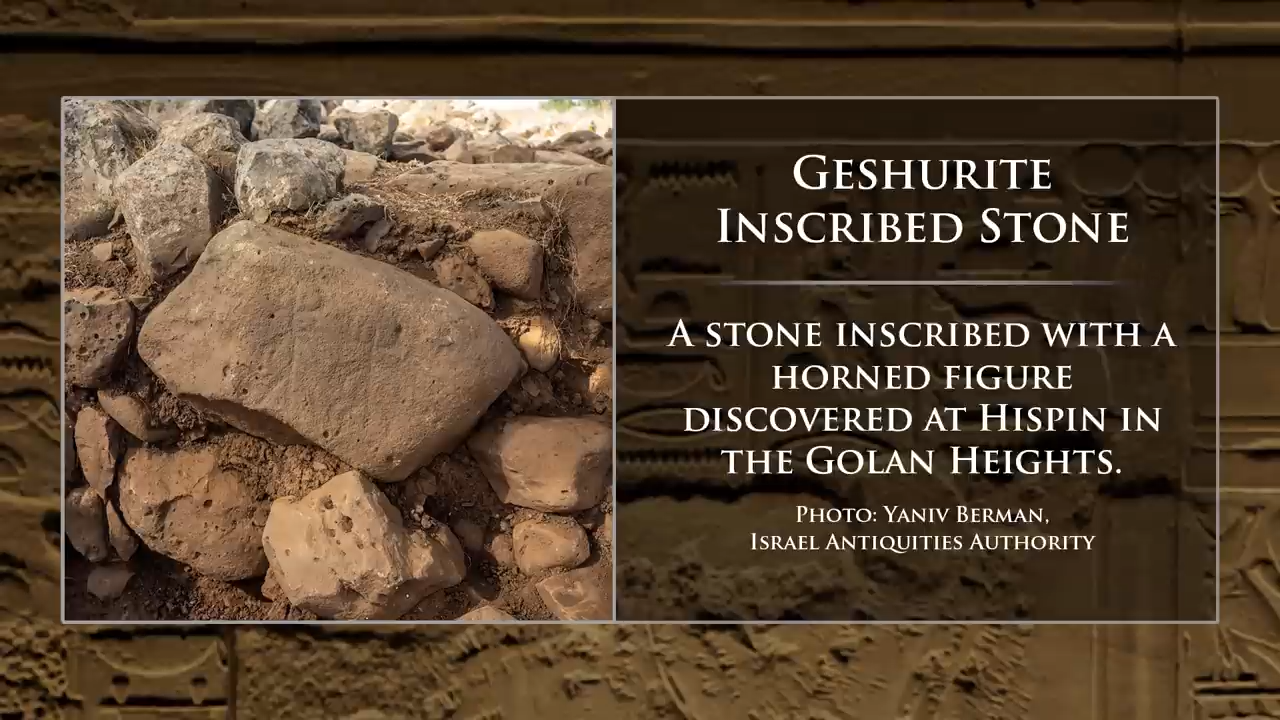 Geshurite
Inscribed Stone
A stone inscribed with a
horned figure
discovered at Hispin in
the Golan Heights.
Photo: Yaniv Berman,
Israel Antiquities Authority